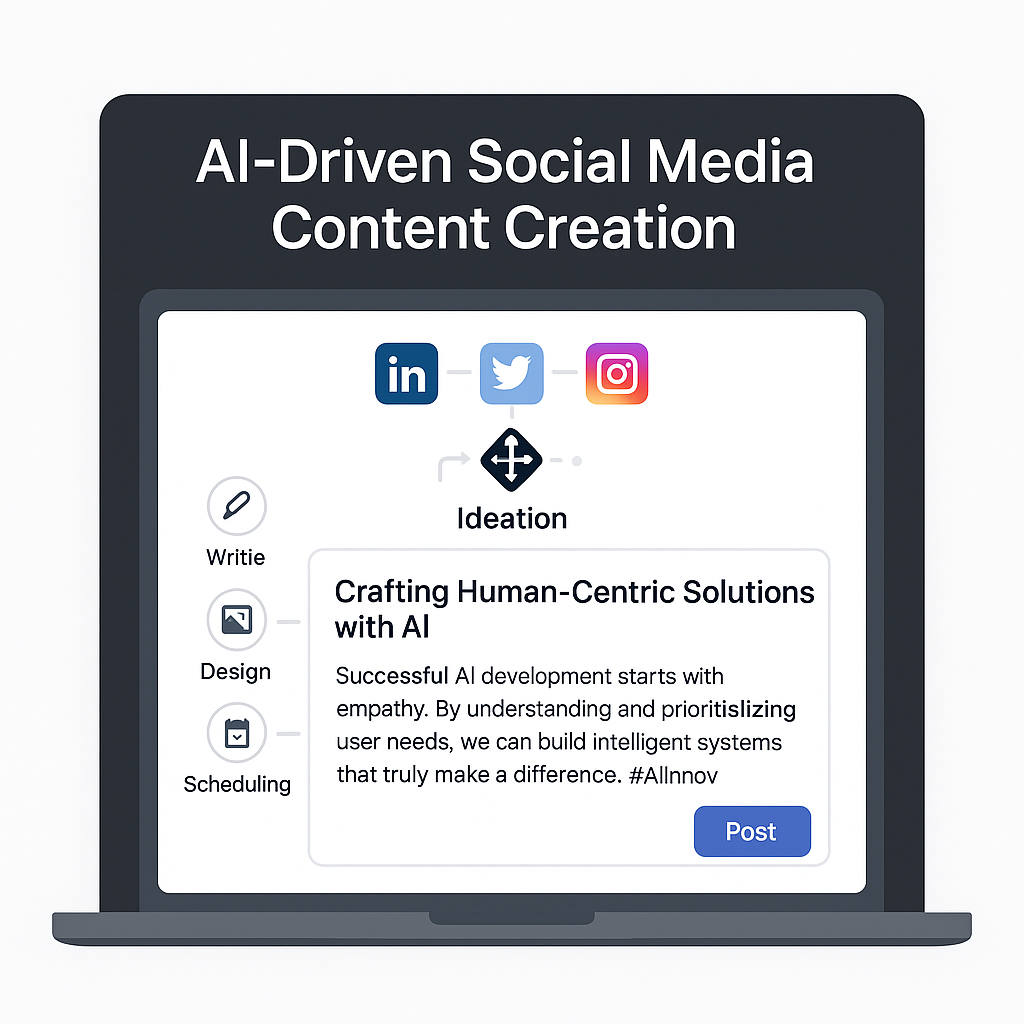 AI-Driven Social Media
Content Creation
in
Ideation
Writie
Design
Scheduling
Crafting Human-Centric Solutions
with AI
Successful AI development starts with
empathy. By understanding and prioritislizing
user needs, we can build intelligent systems
that truly make a difference. #AIInnov
Post